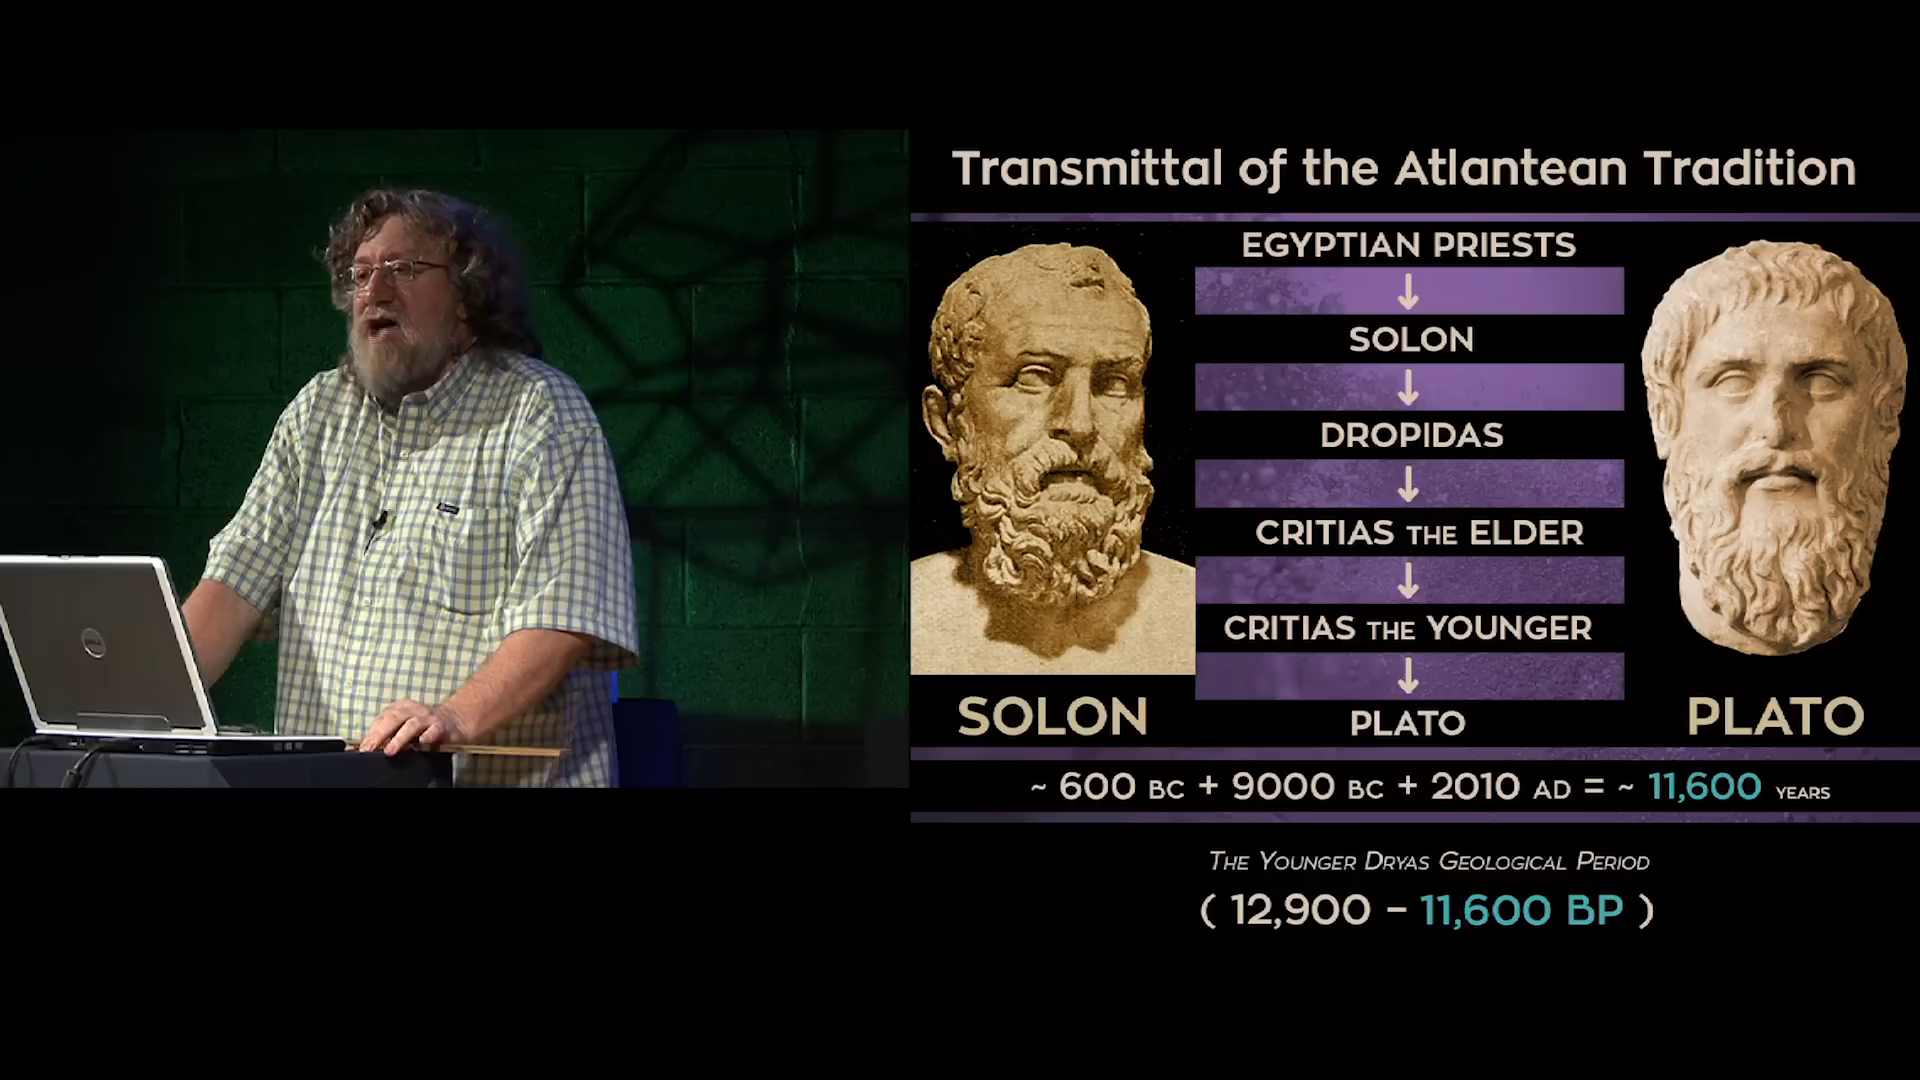 Transmittal of the Atlantean Tradition
EGYPTIAN PRIESTS
↓
SOLON
↓
DROPIDAS
↓
CRITIAS THE ELDER
↓
CRITIAS THE YOUNGER
↓
PLATO
SOLON
PLATO
~ 600 BC + 9000 BC + 2010 AD = ~ 11,600 YEARS
THE YOUNGER DRYAS GEOLOGICAL PERIOD
( 12,900 – 11,600 BP )
DELL